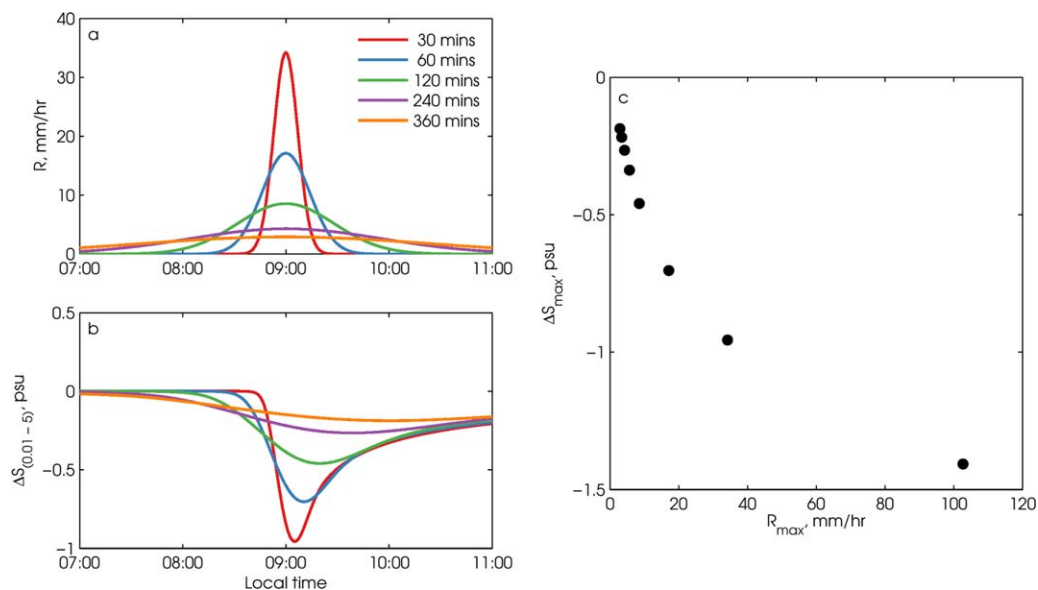 a
R, mm/hr
40
30
20
10
0
30 mins
60 mins
120 mins
240 mins
360 mins
07:00 08:00 09:00 10:00 11:00
b
ΔS(0.01 – 5), psu
0.5
0
−0.5
−1
07:00 08:00 09:00 10:00 11:00
Local time
c
ΔSmax, psu
0
−0.5
−1
−1.5
0 20 40 60 80 100 120
Rmax, mm/hr